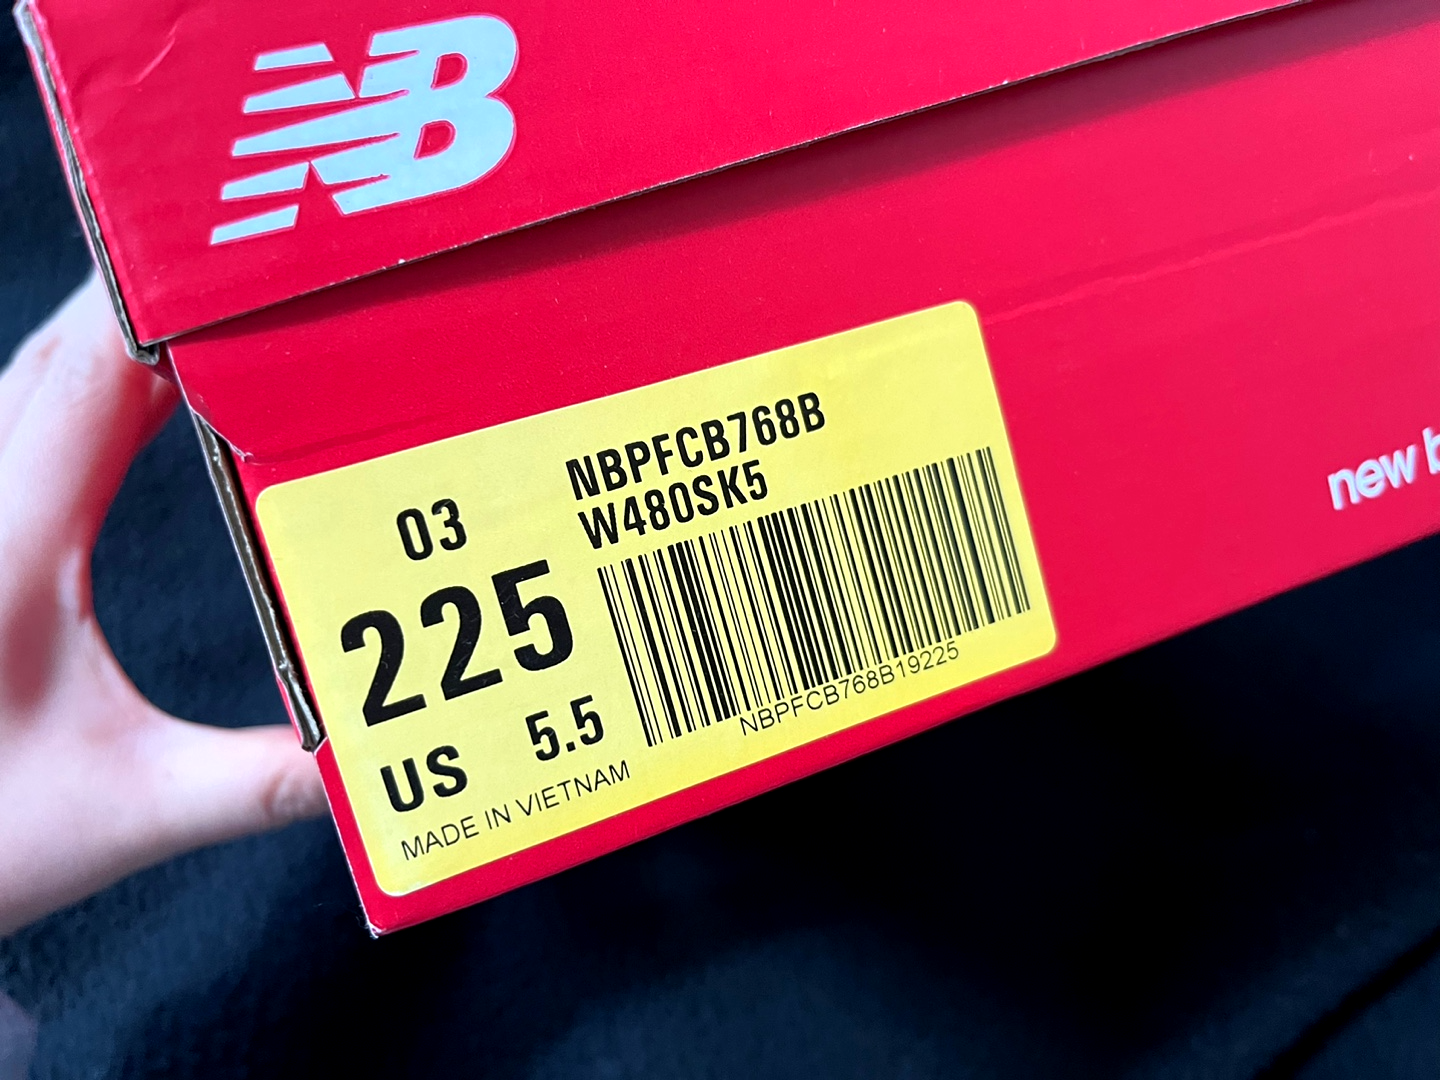 NB
new b
NBPFCB768B
W480SK5
03
225
US 5.5
NBPFCB768B19225
MADE IN VIETNAM